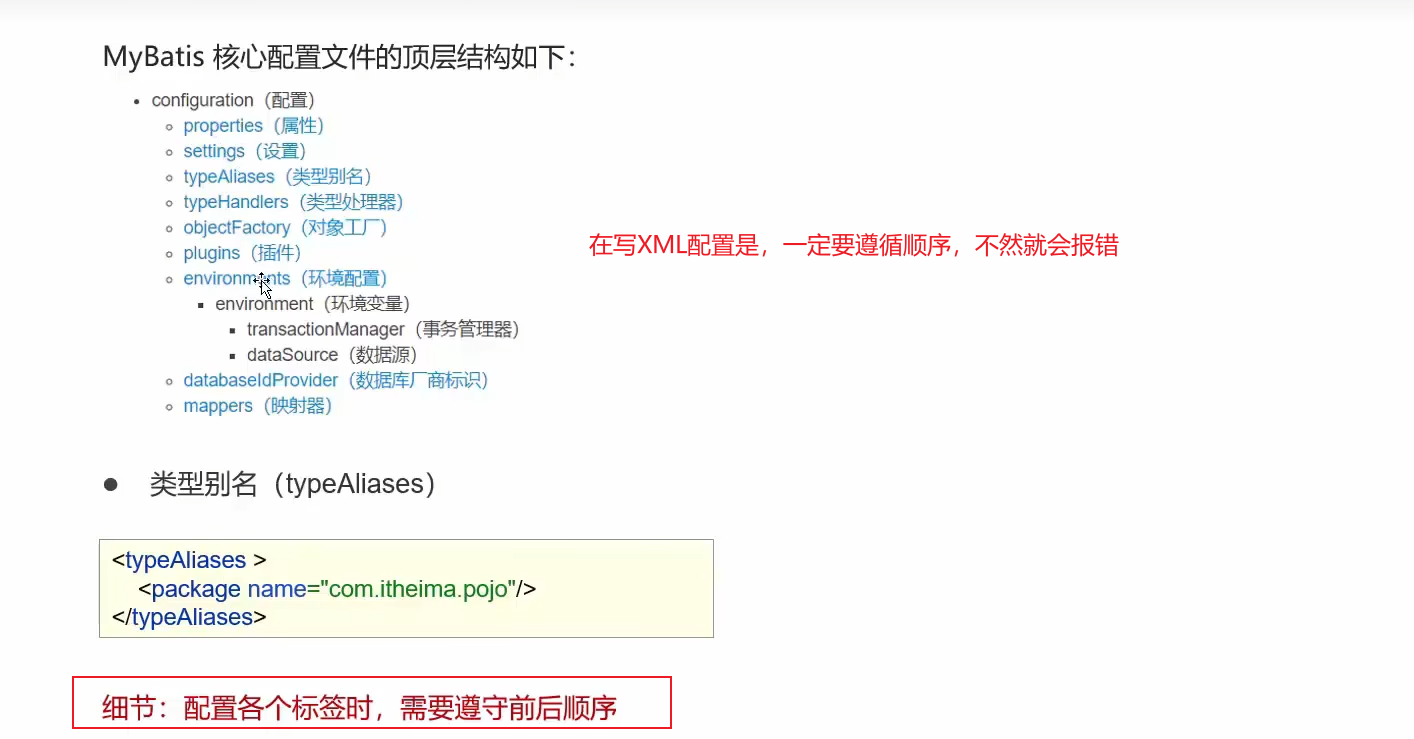 MyBatis 核心配置文件的顶层结构如下：
configuration（配置）
properties（属性）
settings（设置）
typeAliases（类型别名）
typeHandlers（类型处理器）
objectFactory（对象工厂）
plugins（插件）
environments（环境配置）
environment（环境变量）
transactionManager（事务管理器）
dataSource（数据源）
databaseIdProvider（数据库厂商标识）
mappers（映射器）
在写XML配置是，一定要遵循顺序，不然就会报错
类型别名（typeAliases）
<typeAliases >
<package name="com.itheima.pojo"/>
</typeAliases>
细节：配置各个标签时，需要遵守前后顺序